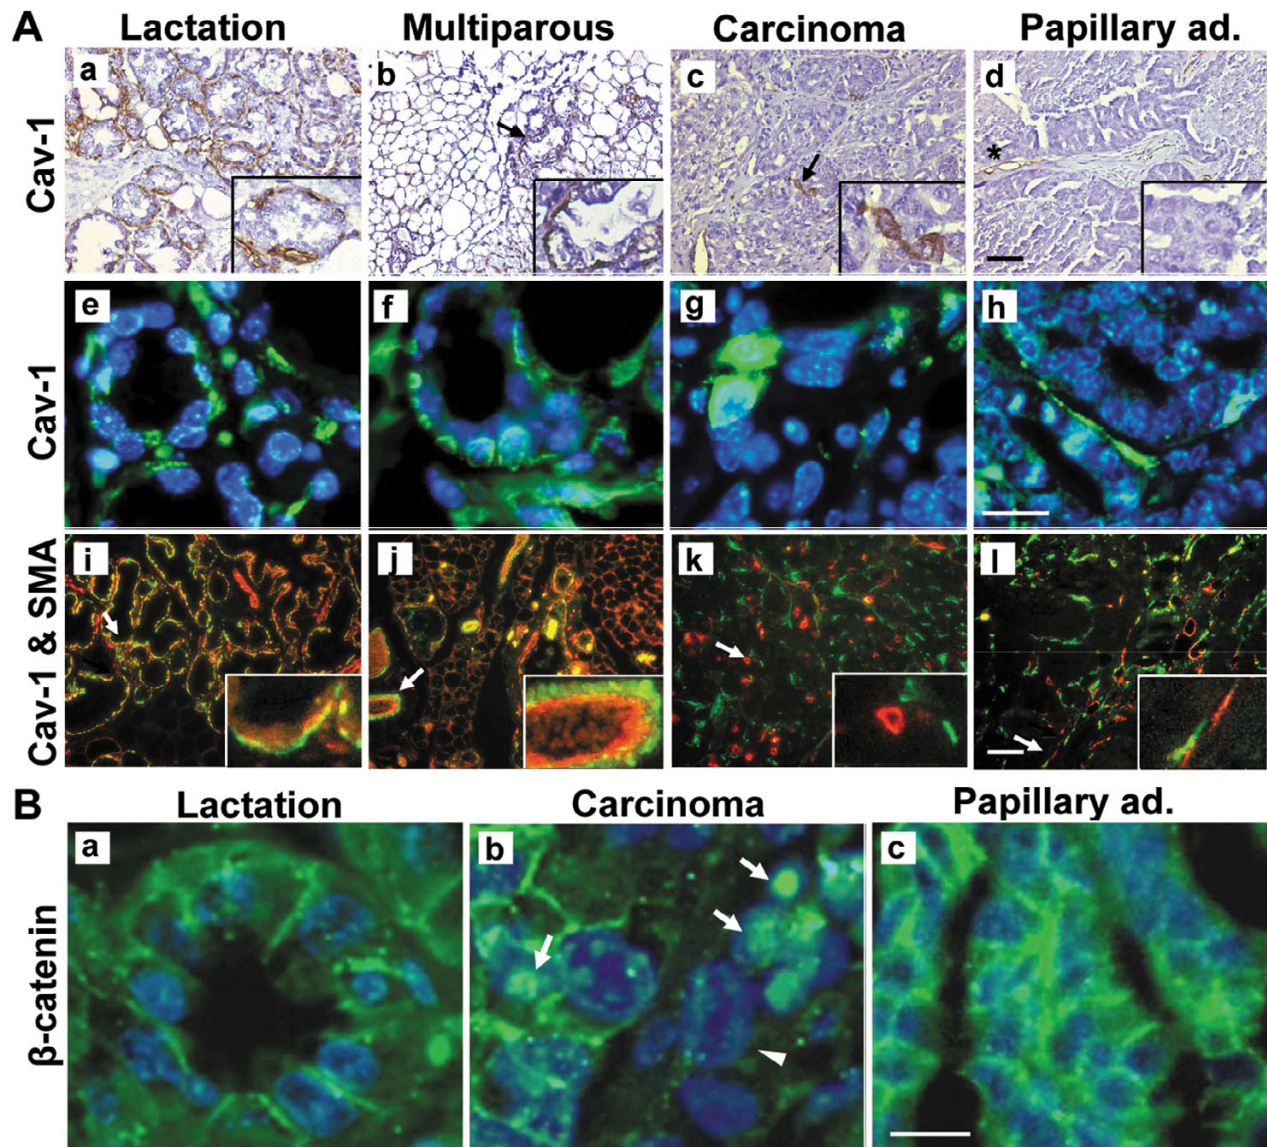 A
Lactation Multiparous Carcinoma Papillary ad.
Cav-1
a b c d
*
Cav-1
e f g h
Cav-1 & SMA
i j k l
B
Lactation Carcinoma Papillary ad.
β-catenin
a b c